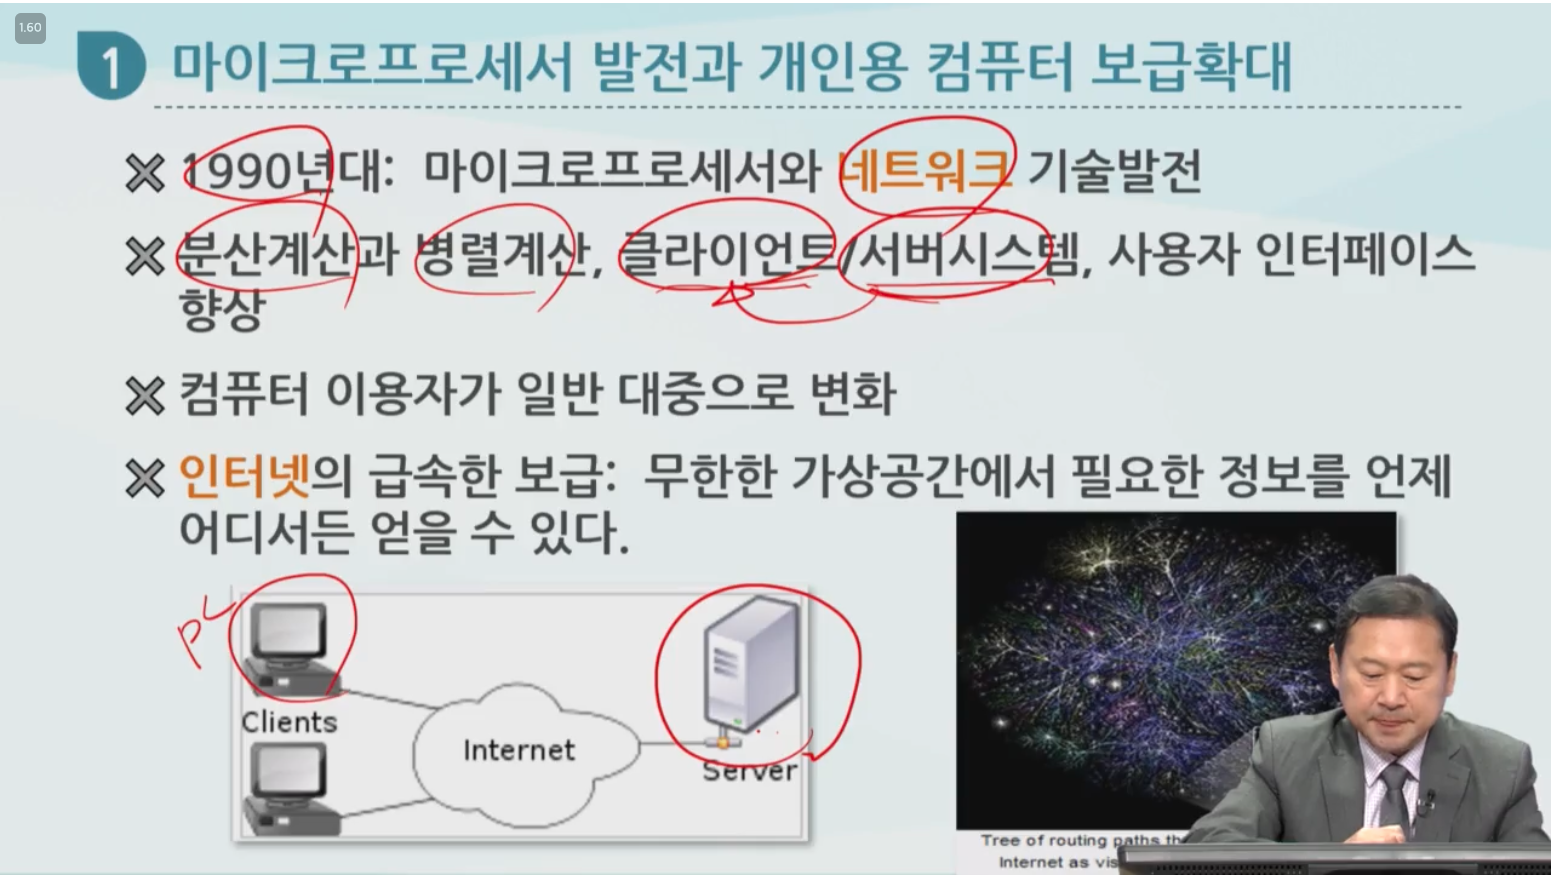 1.60
1 마이크로프로세서 발전과 개인용 컴퓨터 보급확대
1990년대: 마이크로프로세서와 네트워크 기술발전
분산계산과 병렬계산, 클라이언트/서버시스템, 사용자 인터페이스
향상
컴퓨터 이용자가 일반 대중으로 변화
인터넷의 급속한 보급: 무한한 가상공간에서 필요한 정보를 언제
어디서든 얻을 수 있다.
PC
Clients
Internet
Server
Tree of routing paths
Internet as